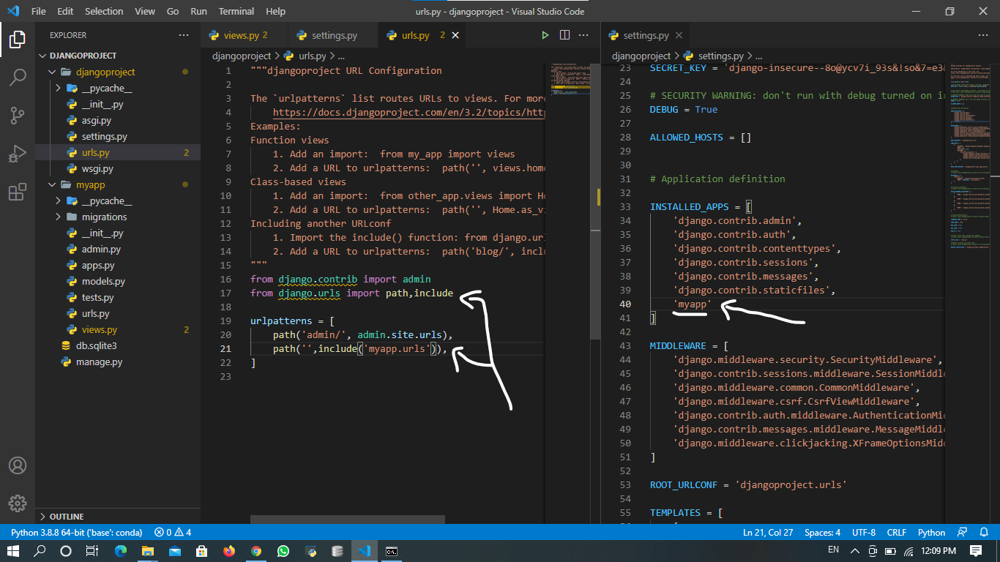 File Edit Selection View Go Run Terminal Help
urls.py - djangoproject - Visual Studio Code
EXPLORER
DJANGOPROJECT
djangoproject
__pycache__
__init__.py
asgi.py
settings.py
urls.py 2
wsgi.py
myapp
__pycache__
migrations
__init__.py
admin.py
apps.py
models.py
tests.py
urls.py
views.py 2
db.sqlite3
manage.py
OUTLINE
views.py 2 settings.py urls.py 2
djangoproject > urls.py > ...
1 """djangoproject URL Configuration
2
3 The `urlpatterns` list routes URLs to views. For more
4 https://docs.djangoproject.com/en/3.2/topics/htt
5 Examples:
6 Function views
7 1. Add an import:  from my_app import views
8 2. Add a URL to urlpatterns:  path('', views.home
9 Class-based views
10 1. Add an import:  from other_app.views import Ho
11 2. Add a URL to urlpatterns:  path('', Home.as_vi
12 Including another URLconf
13 1. Import the include() function: from django.url
14 2. Add a URL to urlpatterns:  path('blog/', inclu
15 """
16 from django.contrib import admin
17 from django.urls import path,include
18
19 urlpatterns = [
20 path('admin/', admin.site.urls),
21 path('',include('myapp.urls')),
22 ]
23
settings.py
djangoproject > settings.py > ...
23 SECRET_KEY = 'django-insecure--8o@ycv7i_93s&!so&7=e3(
24
25 # SECURITY WARNING: don't run with debug turned on in
26 DEBUG = True
27
28 ALLOWED_HOSTS = []
29
30
31 # Application definition
32
33 INSTALLED_APPS = [
34 'django.contrib.admin',
35 'django.contrib.auth',
36 'django.contrib.contenttypes',
37 'django.contrib.sessions',
38 'django.contrib.messages',
39 'django.contrib.staticfiles',
40 'myapp'
41 ]
42
43 MIDDLEWARE = [
44 'django.middleware.security.SecurityMiddleware',
45 'django.contrib.sessions.middleware.SessionMiddl
46 'django.middleware.common.CommonMiddleware',
47 'django.middleware.csrf.CsrfViewMiddleware',
48 'django.contrib.auth.middleware.AuthenticationMid
49 'django.contrib.messages.middleware.MessageMiddle
50 'django.middleware.clickjacking.XFrameOptionsMidd
51 ]
52
53 ROOT_URLCONF = 'djangoproject.urls'
54
55 TEMPLATES = [
Python 3.8.8 64-bit ('base': conda) 0 4 Ln 21, Col 27 Spaces: 4 UTF-8 CRLF Python
EN 12:09 PM